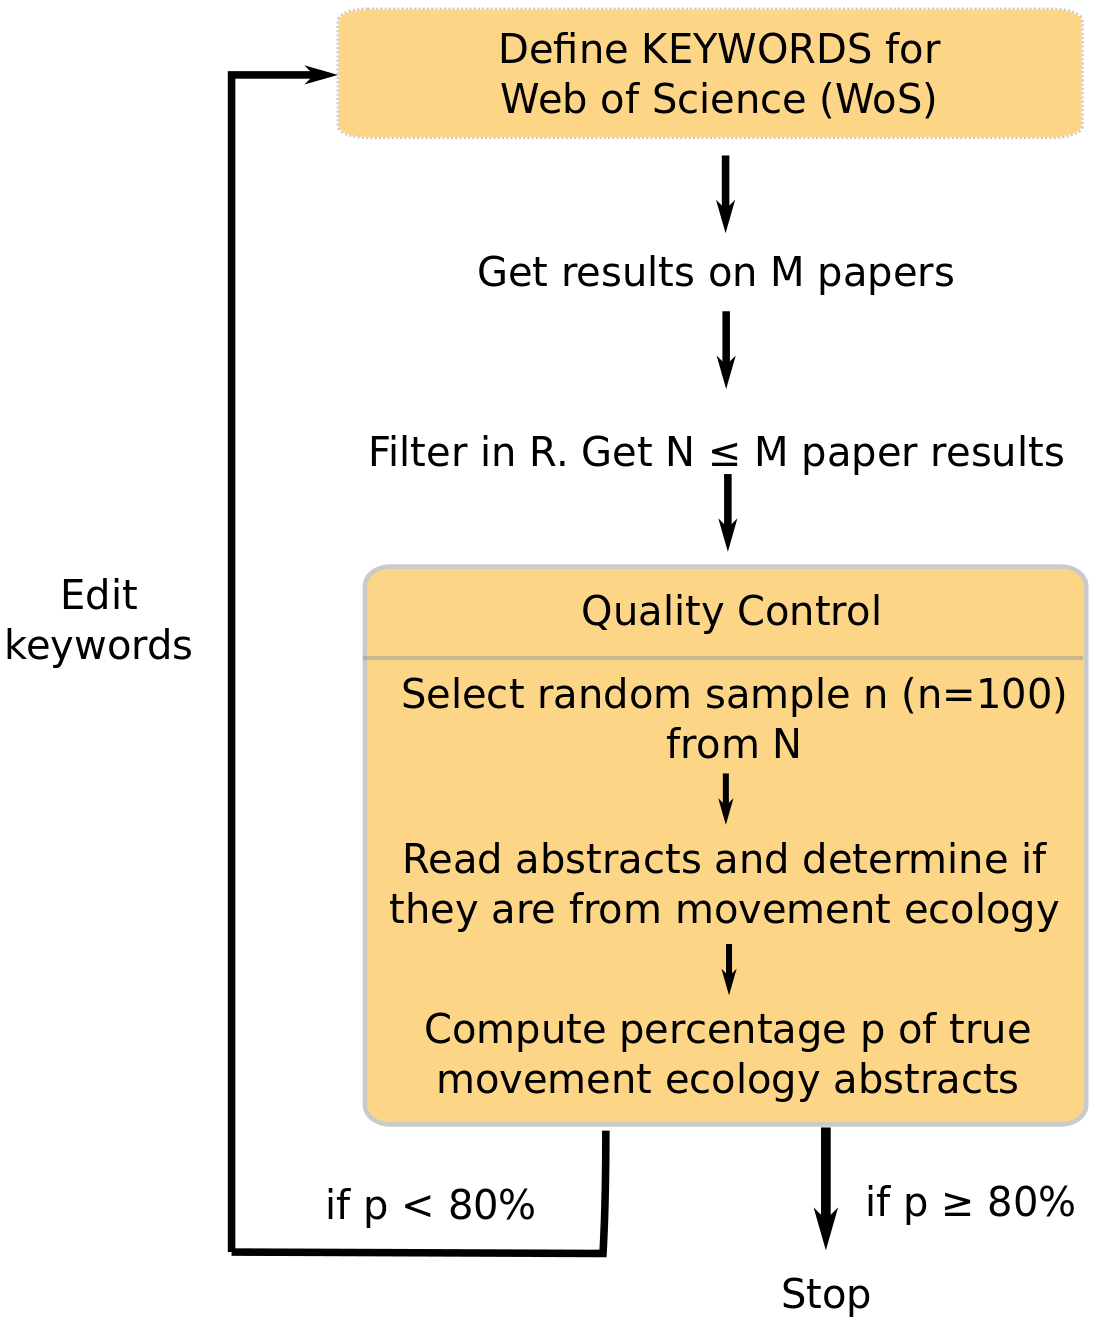 Define KEYWORDS for
Web of Science (WoS)
Get results on M papers
Filter in R. Get N ≤ M paper results
Edit
keywords
Quality Control
Select random sample n (n=100)
from N
Read abstracts and determine if
they are from movement ecology
Compute percentage p of true
movement ecology abstracts
if p < 80%
if p ≥ 80%
Stop